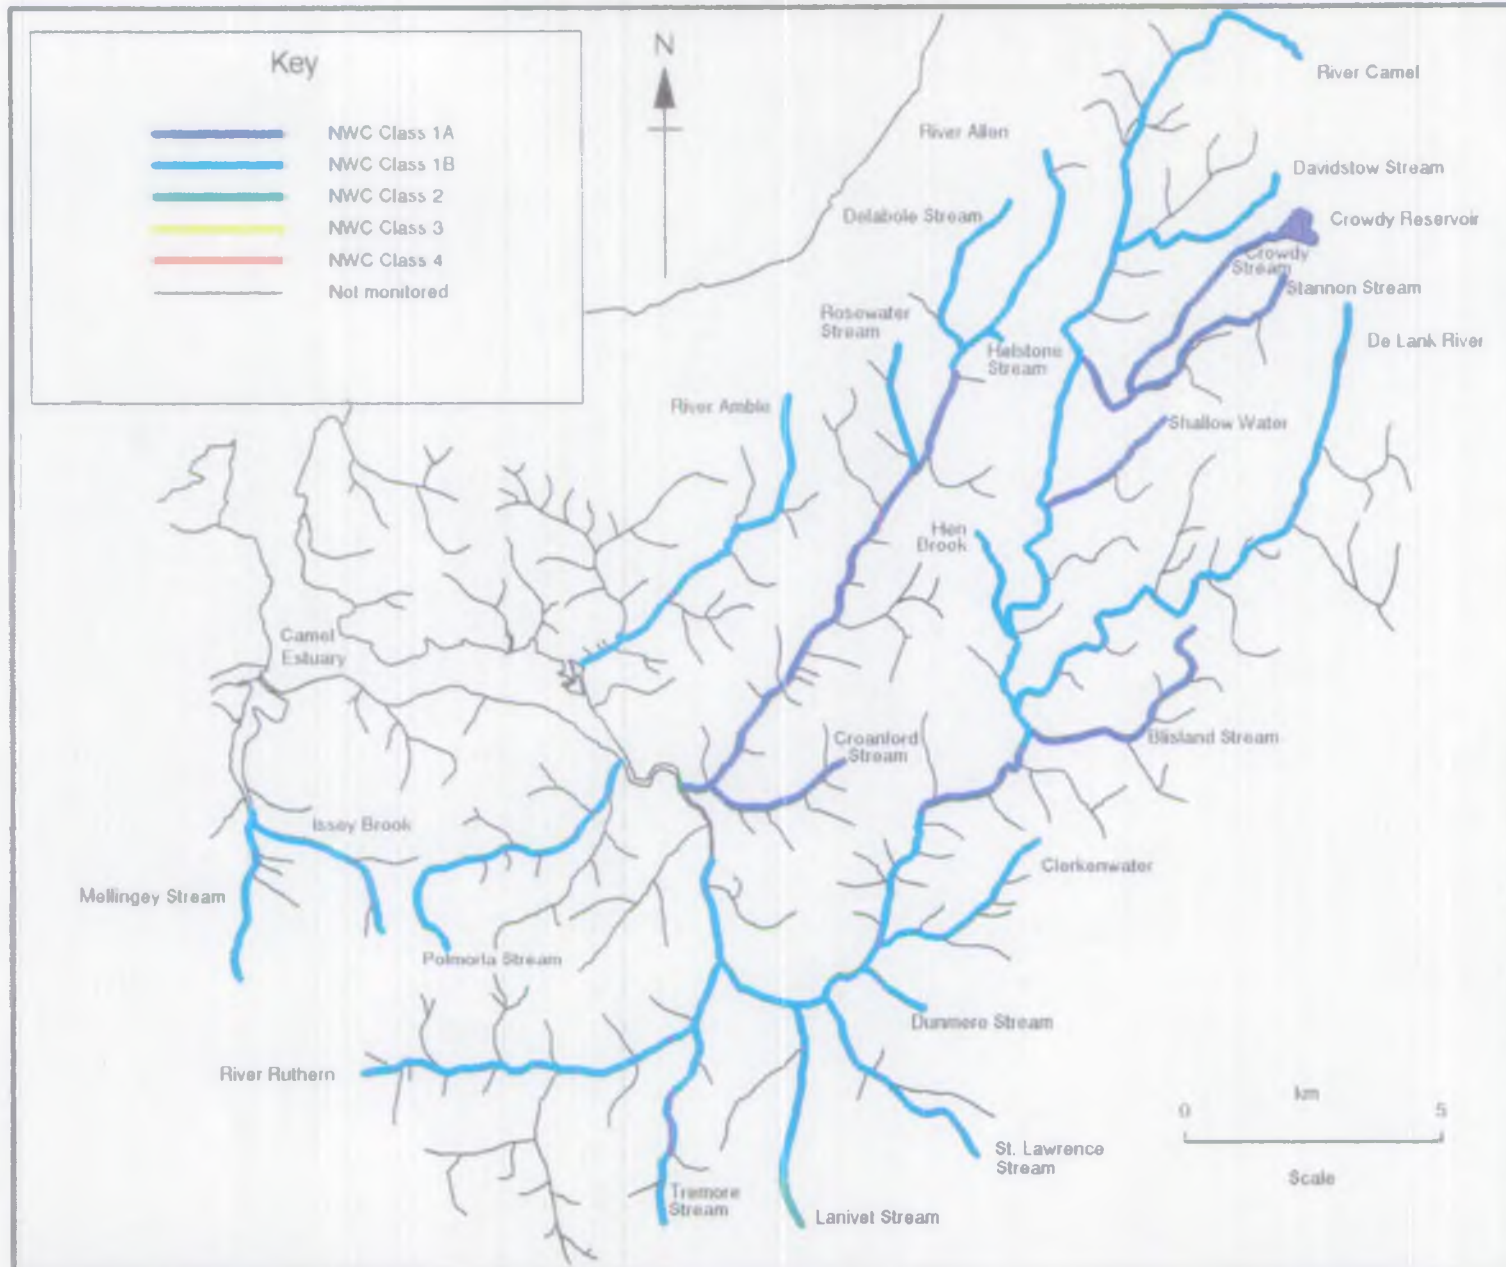 Key
NWC Class 1A
NWC Class 1B
NWC Class 2
NWC Class 3
NWC Class 4
Not monitored
N
River Camel
River Allen
Davidstow Stream
Delabole Stream
Crowdy Reservoir
Crowdy
Stream
Stannon Stream
Rosewater
Stream
Helstone
Stream
De Lank River
River Amble
Shallow Water
Hen
Brook
Camel
Estuary
Croanford
Stream
Blisland Stream
Issey Brook
Clerkenwater
Mellingey Stream
Polmorla Stream
Dunmere Stream
River Ruthern
km
0
5
Scale
St. Lawrence
Stream
Tremore
Stream
Lanivet Stream